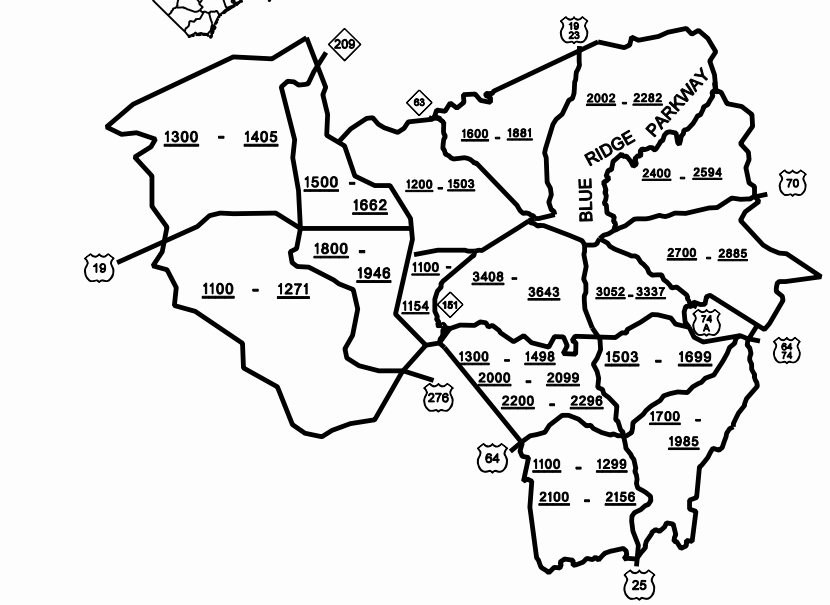 19
23
209
63
2002 - 2282
PARKWAY
RIDGE
BLUE
1300 - 1405
1600 - 1881
1500 -
1662
1200 - 1503
2400 - 2594
70
19
1800 -
1946
1100 - 1271
1100 -
1154
151
3408 -
3643
2700 - 2885
3052 - 3337
74
A
64
74
1300 - 1498
2000 - 2099
2200 - 2296
1503 - 1699
276
1700 -
1985
64
1100 - 1299
2100 - 2156
25